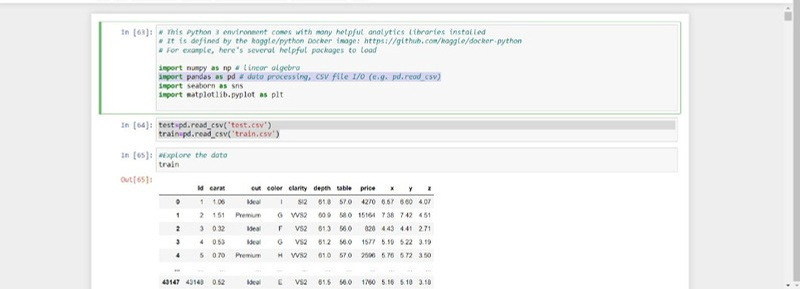 In [63]: # This Python 3 environment comes with many helpful analytics libraries installed
# It is defined by the kaggle/python Docker image: https://github.com/kaggle/docker-python
# For example, here's several helpful packages to load
import numpy as np # linear algebra
import pandas as pd # data processing, CSV file I/O (e.g. pd.read_csv)
import seaborn as sns
import matplotlib.pyplot as plt
In [64]: test=pd.read_csv('test.csv')
train=pd.read_csv('train.csv')
In [65]: #Explore the data
train
Out[65]:
Id carat cut color clarity depth table price x y z
0 1 1.06 Ideal I SI2 61.8 57.0 4270 6.57 6.60 4.07
1 2 1.51 Premium G VVS2 60.9 58.0 15164 7.38 7.42 4.51
2 3 0.32 Ideal F VS2 61.3 56.0 828 4.43 4.41 2.71
3 4 0.53 Ideal G VS2 61.2 56.0 1577 5.19 5.22 3.19
4 5 0.70 Premium H VVS2 61.0 57.0 2596 5.76 5.72 3.50
... ... ... ... ... ... ... ... ... ... ... ...
43147 43149 0.52 Ideal E VS2 61.5 56.0 1760 5.16 5.19 3.18